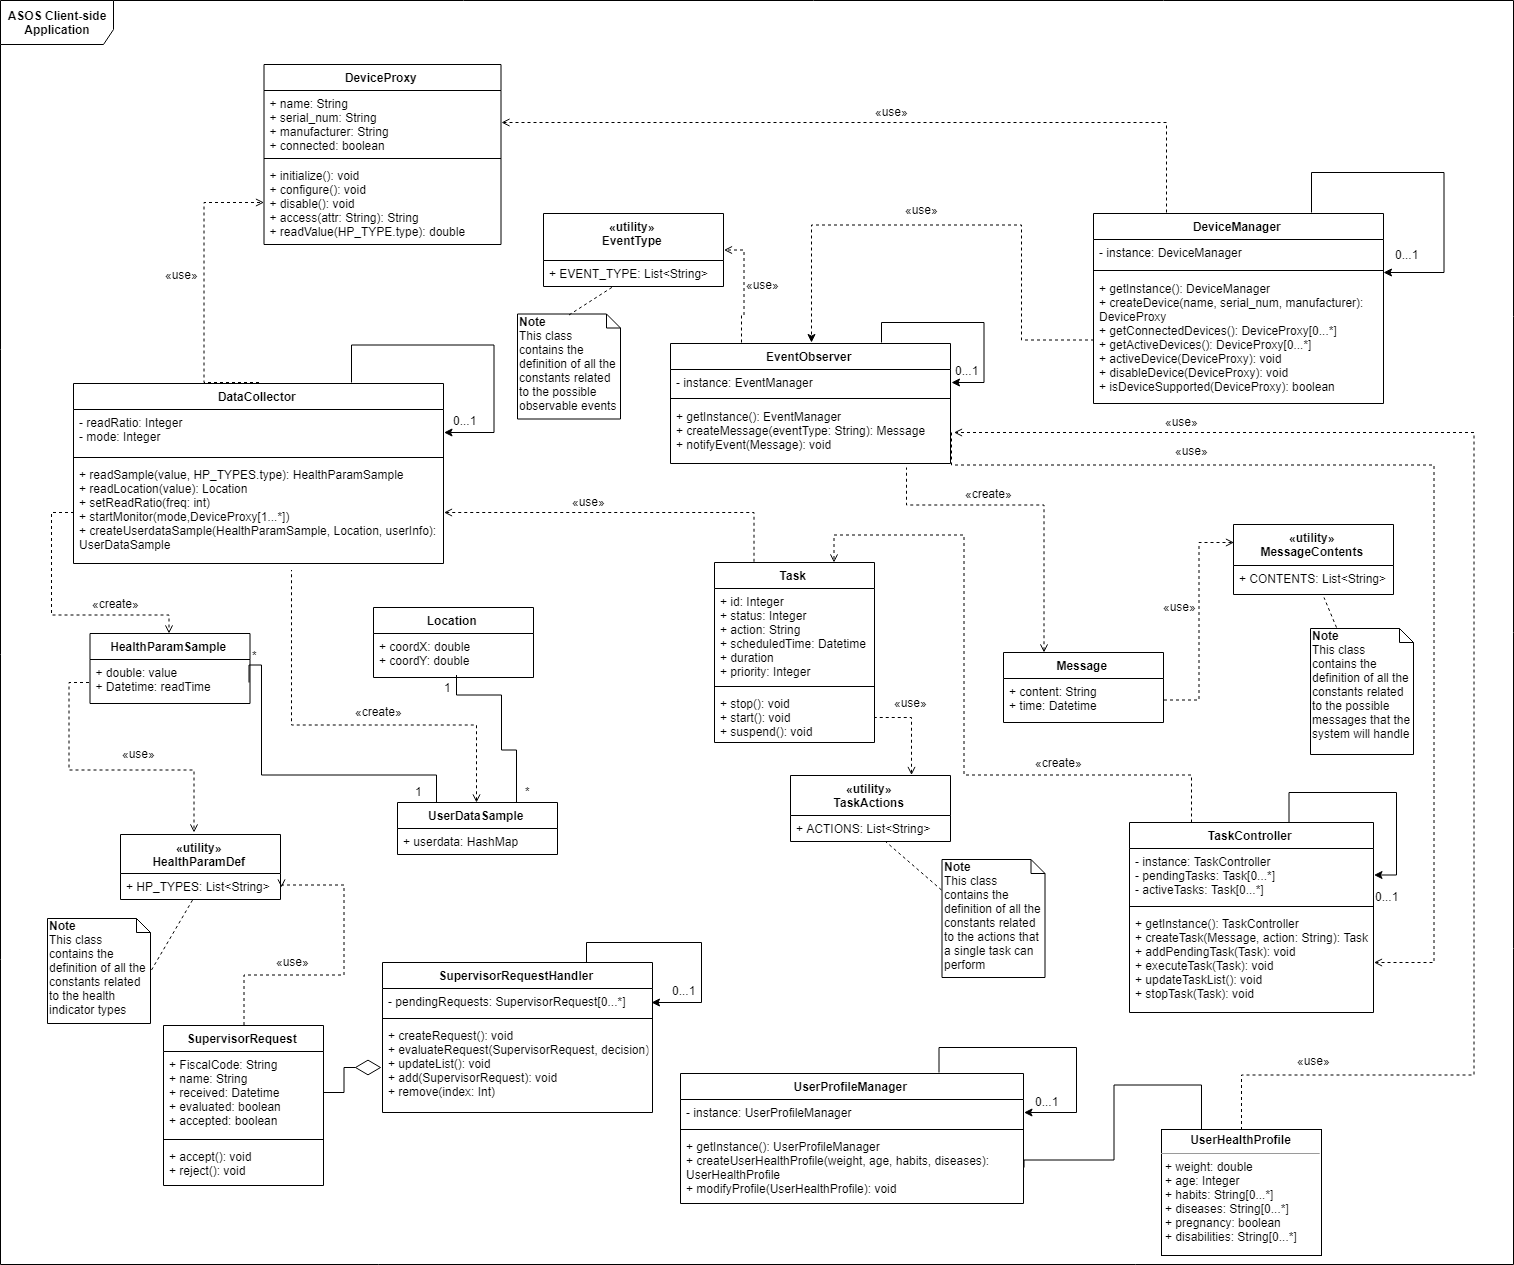 ASOS Client-side
Application
DeviceProxy
+ name: String
+ serial_num: String
+ manufacturer: String
+ connected: boolean
+ initialize(): void
+ configure(): void
+ disable(): void
+ access(attr: String): String
+ readValue(HP_TYPE.type): double
«use»
«use»
«use»
«utility»
EventType
+ EVENT_TYPE: List<String>
«use»
Note
This class
contains the
definition of all the
constants related
to the possible
observable events
DeviceManager
- instance: DeviceManager
+ getInstance(): DeviceManager
+ createDevice(name, serial_num, manufacturer):
DeviceProxy
+ getConnectedDevices(): DeviceProxy[0...*]
+ getActiveDevices(): DeviceProxy[0...*]
+ activeDevice(DeviceProxy): void
+ disableDevice(DeviceProxy): void
+ isDeviceSupported(DeviceProxy): boolean
0...1
EventObserver
- instance: EventManager
+ getInstance(): EventManager
+ createMessage(eventType: String): Message
+ notifyEvent(Message): void
0...1
«use»
«use»
«create»
DataCollector
- readRatio: Integer
- mode: Integer
+ readSample(value, HP_TYPES.type): HealthParamSample
+ readLocation(value): Location
+ setReadRatio(freq: int)
+ startMonitor(mode,DeviceProxy[1...*])
+ createUserdataSample(HealthParamSample, Location, userInfo):
UserDataSample
0...1
«use»
«create»
HealthParamSample
+ double: value
+ Datetime: readTime
*
Location
+ coordX: double
+ coordY: double
1
«create»
«use»
1
*
UserDataSample
+ userdata: HashMap
Task
+ id: Integer
+ status: Integer
+ action: String
+ scheduledTime: Datetime
+ duration
+ priority: Integer
+ stop(): void
+ start(): void
+ suspend(): void
«use»
«utility»
TaskActions
+ ACTIONS: List<String>
Note
This class
contains the
definition of all the
constants related
to the actions that
a single task can
perform
«utility»
MessageContents
+ CONTENTS: List<String>
«use»
Message
+ content: String
+ time: Datetime
Note
This class
contains the
definition of all the
constants related
to the possible
messages that the
system will handle
«create»
TaskController
- instance: TaskController
- pendingTasks: Task[0...*]
- activeTasks: Task[0...*]
+ getInstance(): TaskController
+ createTask(Message, action: String): Task
+ addPendingTask(Task): void
+ executeTask(Task): void
+ updateTaskList(): void
+ stopTask(Task): void
0...1
«utility»
HealthParamDef
+ HP_TYPES: List<String>
Note
This class
contains the
definition of all the
constants related
to the health
indicator types
«use»
SupervisorRequest
+ FiscalCode: String
+ name: String
+ received: Datetime
+ evaluated: boolean
+ accepted: boolean
+ accept(): void
+ reject(): void
SupervisorRequestHandler
- pendingRequests: SupervisorRequest[0...*]
+ createRequest(): void
+ evaluateRequest(SupervisorRequest, decision)
+ updateList(): void
+ add(SupervisorRequest): void
+ remove(index: Int)
0...1
UserProfileManager
- instance: UserProfileManager
+ getInstance(): UserProfileManager
+ createUserHealthProfile(weight, age, habits, diseases):
UserHealthProfile
+ modifyProfile(UserHealthProfile): void
0...1
«use»
UserHealthProfile
+ weight: double
+ age: Integer
+ habits: String[0...*]
+ diseases: String[0...*]
+ pregnancy: boolean
+ disabilities: String[0...*]